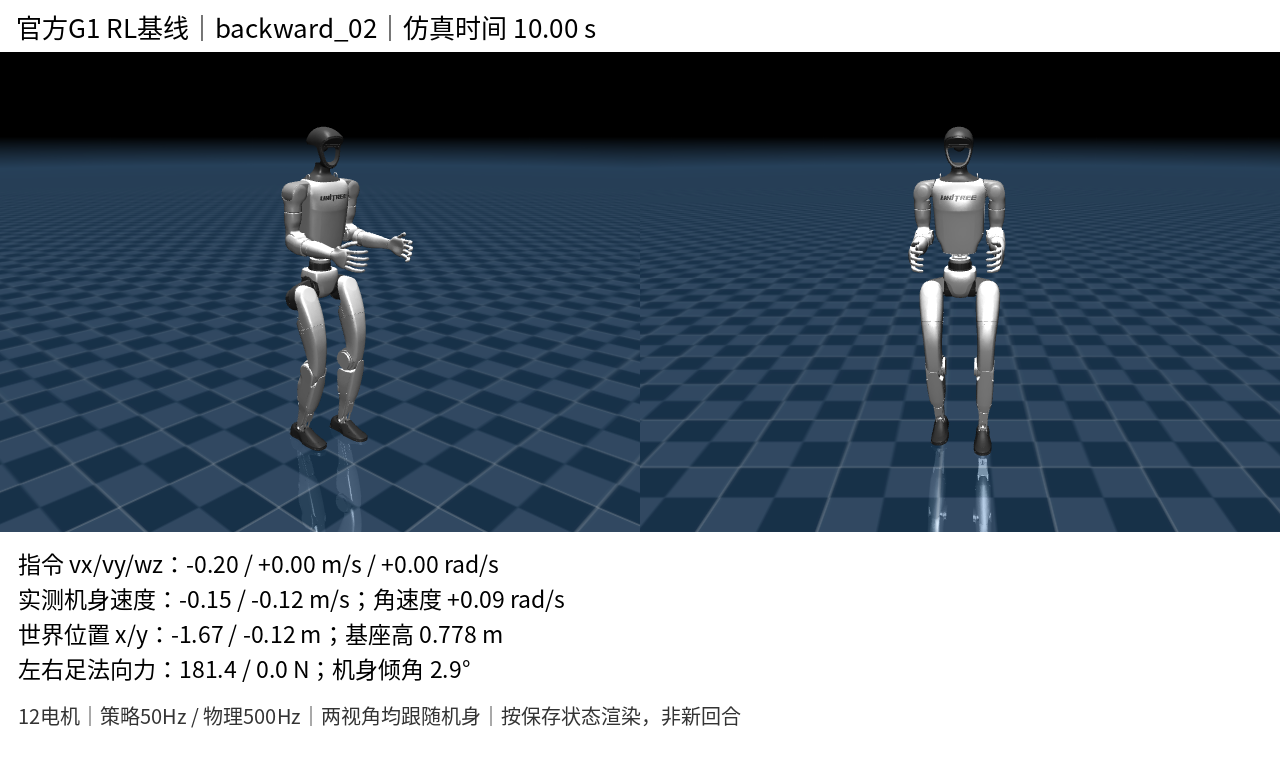 官方G1 RL基线｜backward_02｜仿真时间 10.00 s
UNITREE
UNITREE
指令 vx/vy/wz：-0.20 / +0.00 m/s / +0.00 rad/s
实测机身速度：-0.15 / -0.12 m/s；角速度 +0.09 rad/s
世界位置 x/y：-1.67 / -0.12 m；基座高 0.778 m
左右足法向力：181.4 / 0.0 N；机身倾角 2.9°
12电机｜策略50Hz / 物理500Hz｜两视角均跟随机身｜按保存状态渲染，非新回合